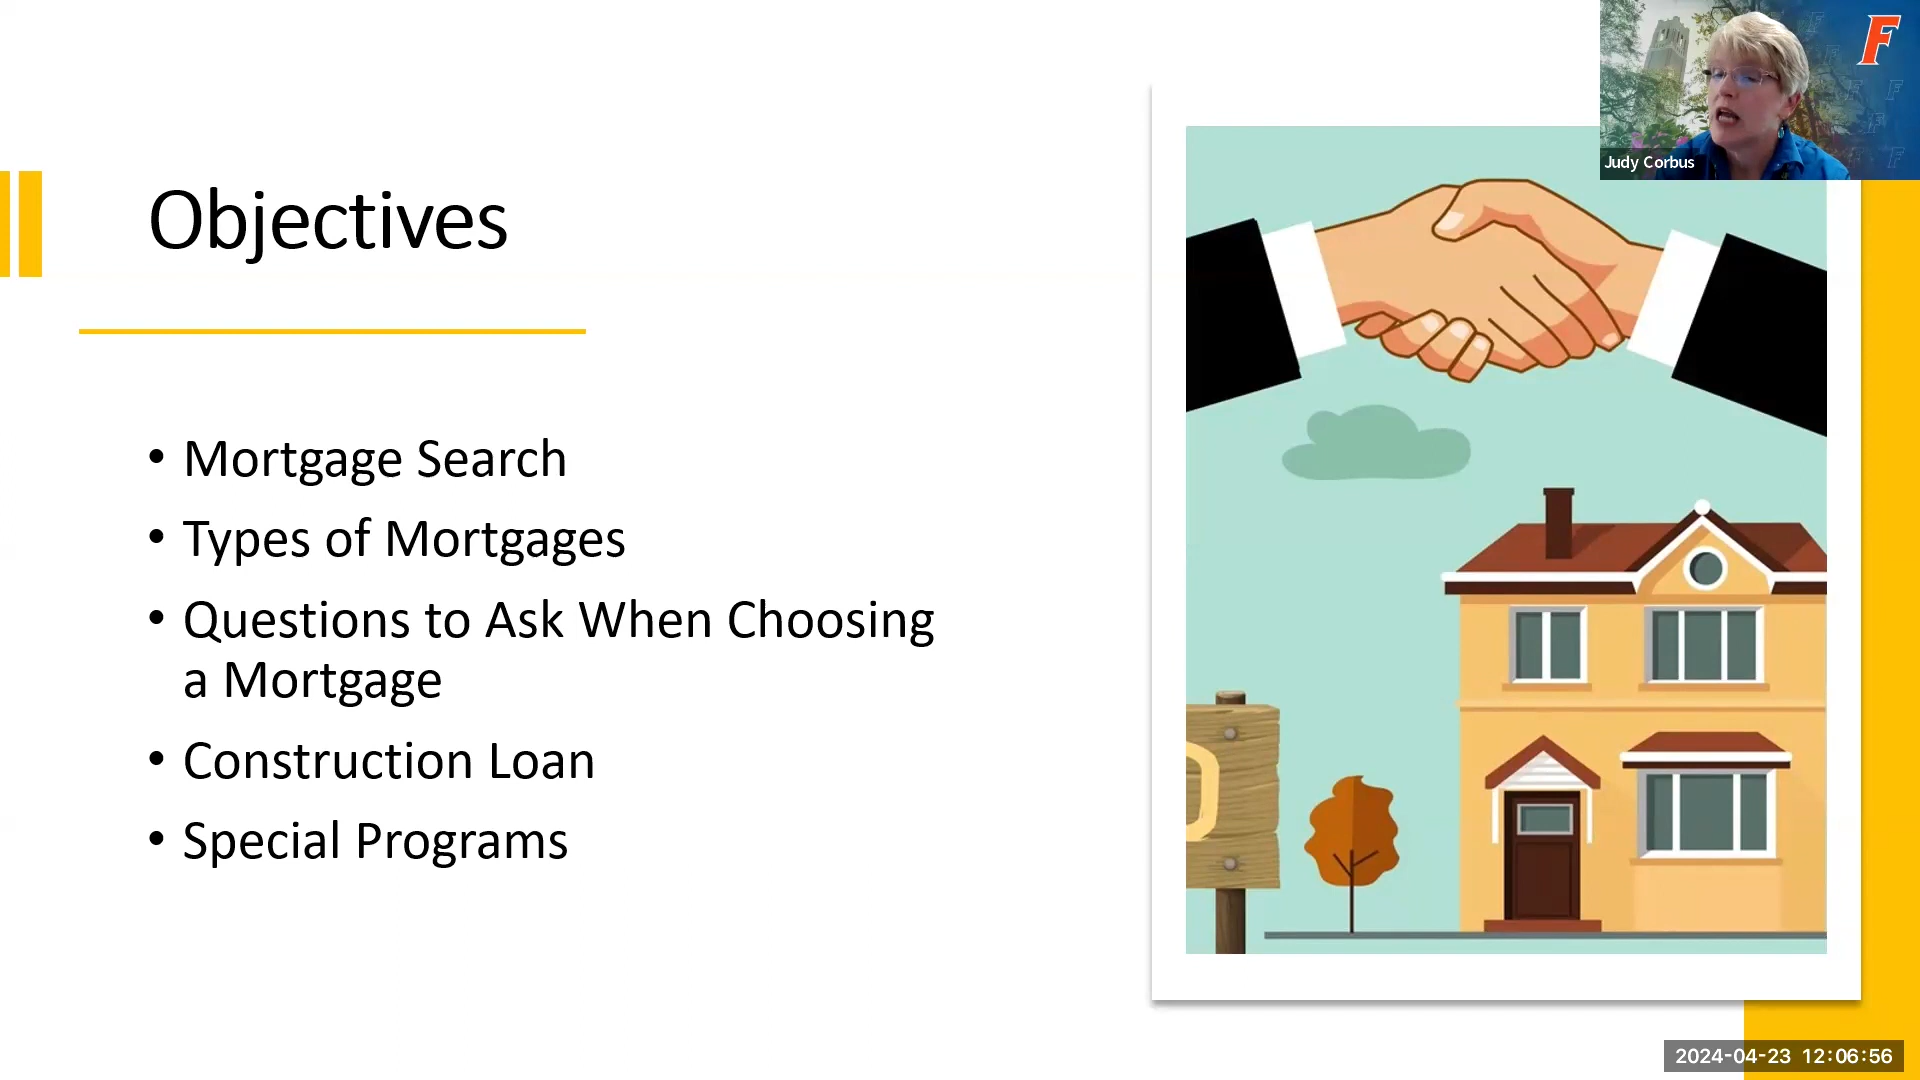 F
Judy Corbus
Objectives
• Mortgage Search
• Types of Mortgages
• Questions to Ask When Choosing
a Mortgage
• Construction Loan
• Special Programs
2024-04-23 12:06:56